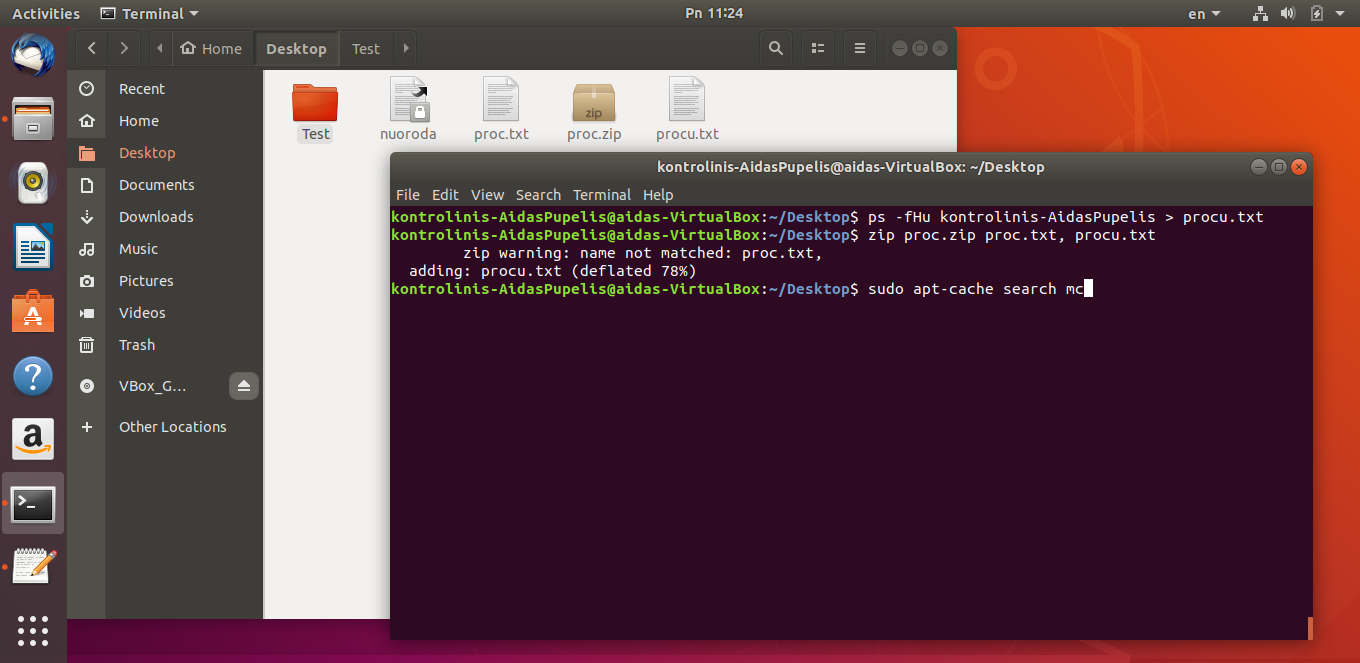 Activities Terminal Pn 11:24 en
Home Desktop Test
Recent
Home
Desktop
Documents
Downloads
Music
Pictures
Videos
Trash
VBox_G…
Other Locations
Test nuoroda proc.txt proc.zip procu.txt
zip
kontrolinis-AidasPupelis@aidas-VirtualBox: ~/Desktop
File Edit View Search Terminal Help
kontrolinis-AidasPupelis@aidas-VirtualBox:~/Desktop$ ps -fHu kontrolinis-AidasPupelis > procu.txt
kontrolinis-AidasPupelis@aidas-VirtualBox:~/Desktop$ zip proc.zip proc.txt, procu.txt
zip warning: name not matched: proc.txt,
adding: procu.txt (deflated 78%)
kontrolinis-AidasPupelis@aidas-VirtualBox:~/Desktop$ sudo apt-cache search mc